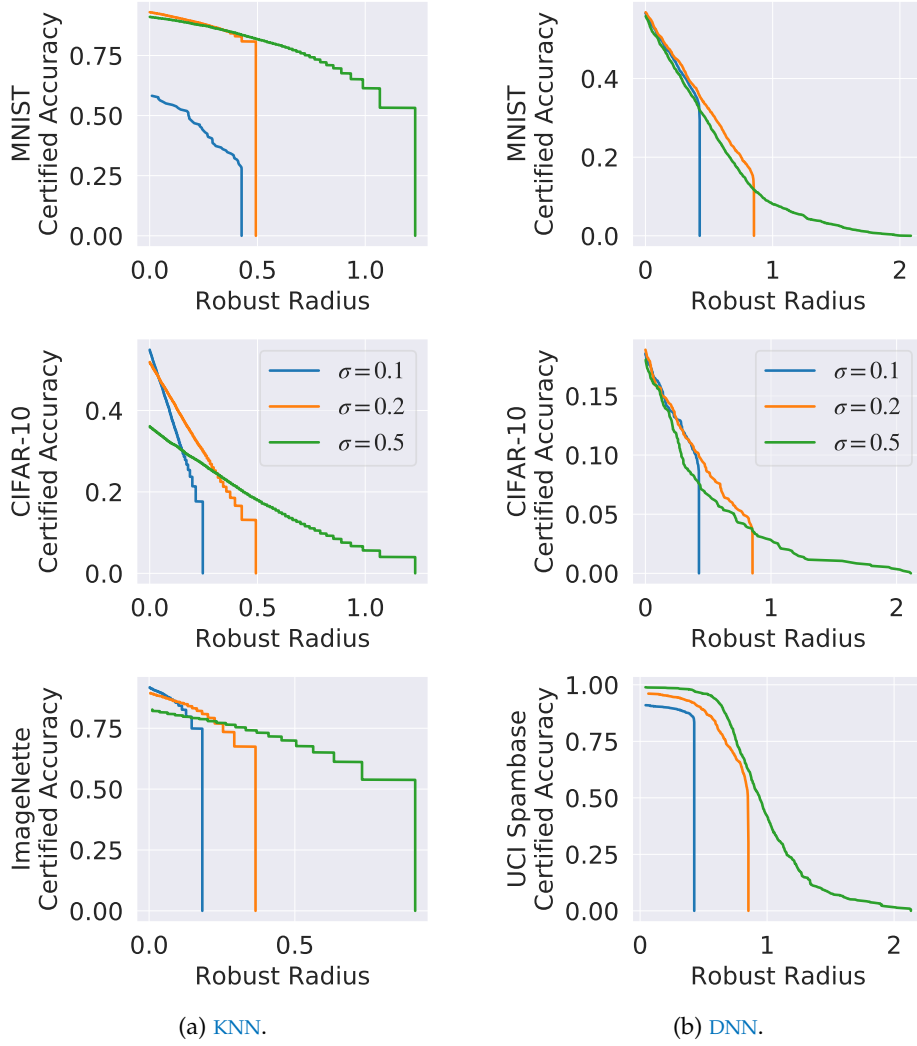 MNIST
Certified Accuracy
0.75
0.50
0.25
0.00
0.0 0.5 1.0
Robust Radius
MNIST
Certified Accuracy
0.4
0.2
0.0
0 1 2
Robust Radius
CIFAR-10
Certified Accuracy
0.4
0.2
0.0
σ=0.1
σ=0.2
σ=0.5
0.0 0.5 1.0
Robust Radius
CIFAR-10
Certified Accuracy
0.15
0.10
0.05
0.00
σ=0.1
σ=0.2
σ=0.5
0 1 2
Robust Radius
ImageNette
Certified Accuracy
0.75
0.50
0.25
0.00
0.0 0.5
Robust Radius
UCI Spambase
Certified Accuracy
1.00
0.75
0.50
0.25
0.00
0 1 2
Robust Radius
(a) KNN.
(b) DNN.